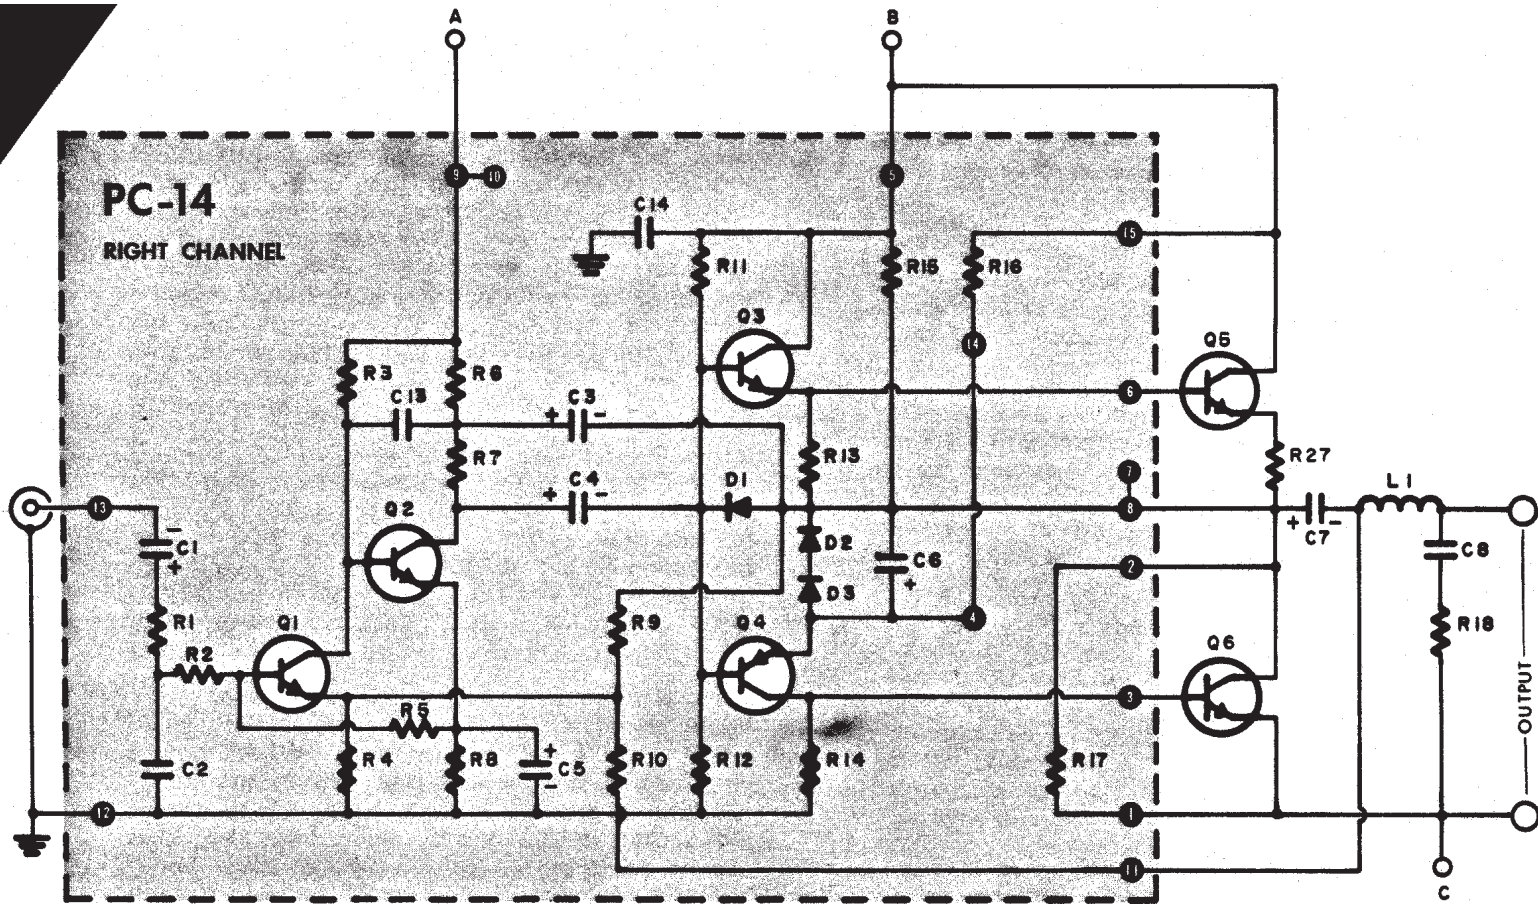 A
B
9
10
5
PC-14
C14
RIGHT CHANNEL
15
R11
R15
R16
Q3
14
Q5
R3
R6
C13
C3
+
-
6
R7
R13
R27
7
C4
+
-
D1
L1
13
Q2
8
-
C1
+
D2
+
-
C7
C8
C6
+
2
D3
R1
Q1
R9
Q4
4
R18
R2
Q6
R5
3
OUTPUT
C2
R4
R8
+
C5
-
R10
R12
R14
R17
12
1
11
C